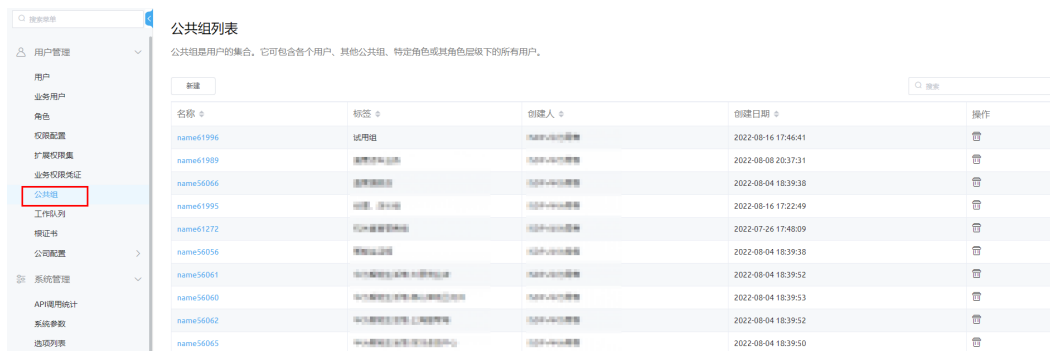 搜索菜单
用户管理
用户
业务用户
角色
权限配置
扩展权限集
业务权限凭证
公共组
工作队列
根证书
公司配置
系统管理
API调用统计
系统参数
选项列表
公共组列表
公共组是用户的集合。它可包含各个用户、其他公共组、特定角色或其角色层级下的所有用户。
新建
搜索
名称 标签 创建人 创建日期 操作
name61996 试用组 2022-08-16 17:46:41
name61989 2022-08-08 20:37:31
name56066 2022-08-04 18:39:38
name61995 2022-08-16 17:22:49
name61272 2022-07-26 17:48:09
name56056 2022-08-04 18:39:38
name56061 2022-08-04 18:39:52
name56060 2022-08-04 18:39:53
name56062 2022-08-04 18:39:52
name56065 2022-08-04 18:39:50